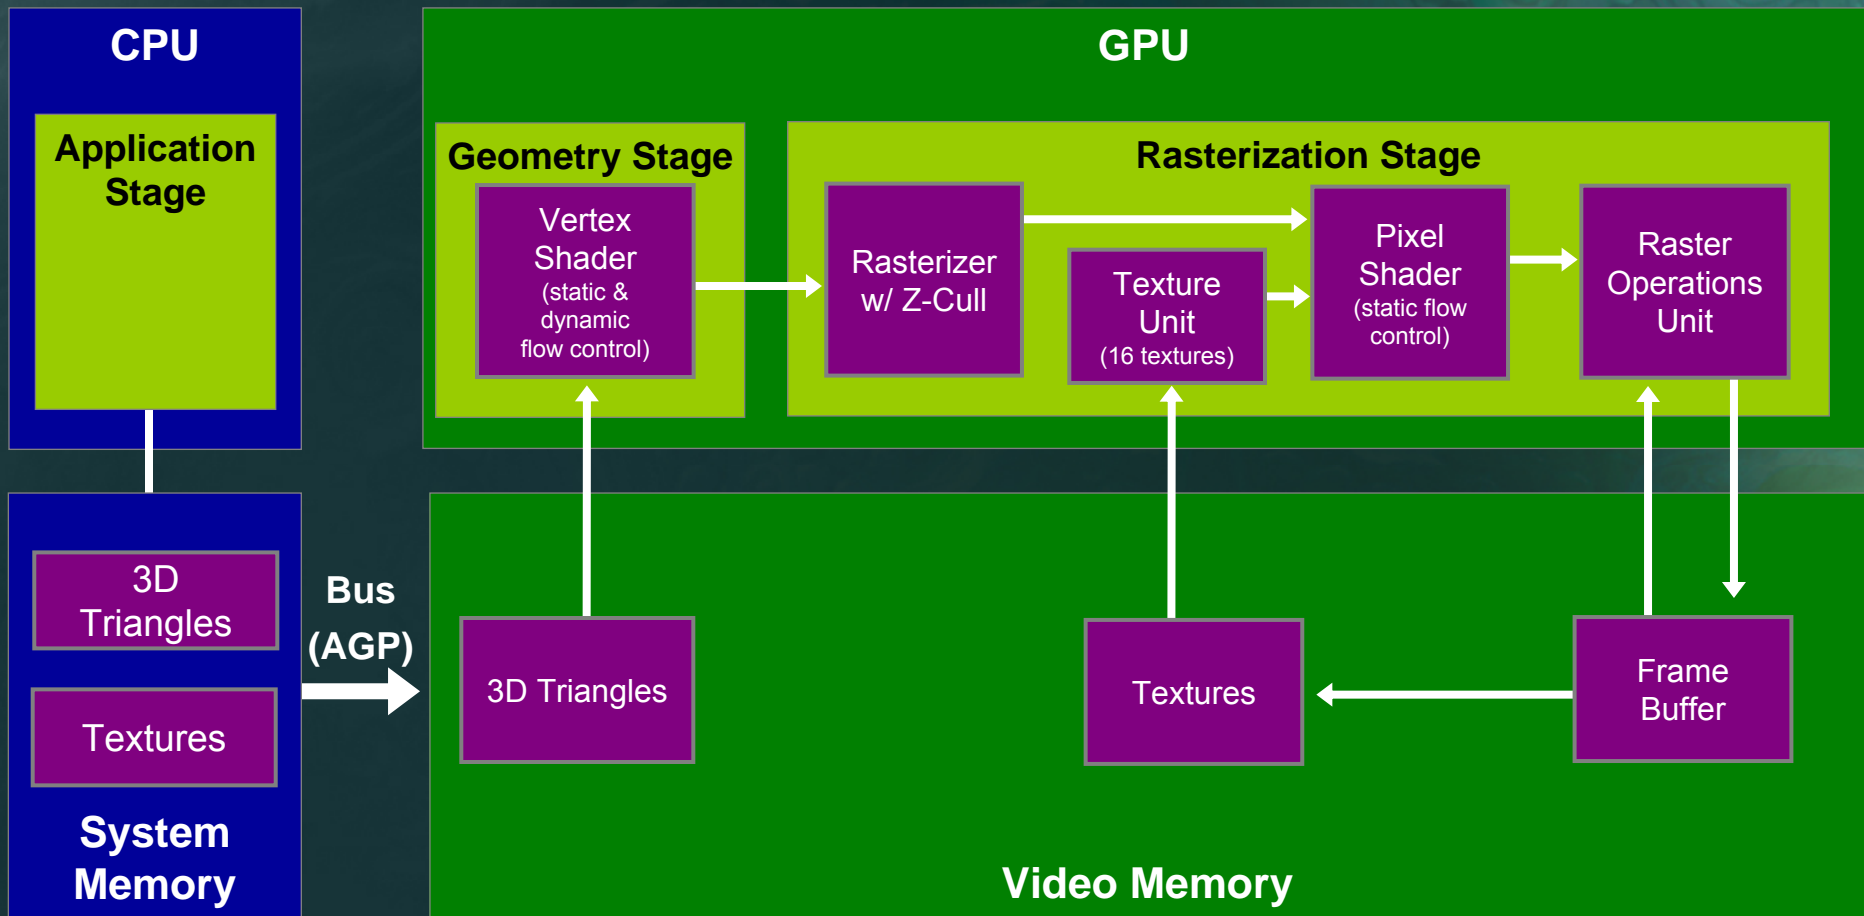 CPU
Application
Stage
GPU
Geometry Stage
Vertex
Shader
(static &
dynamic
flow control)
Rasterization Stage
Rasterizer
w/ Z-Cull
Texture
Unit
(16 textures)
Pixel
Shader
(static flow
control)
Raster
Operations
Unit
3D
Triangles
Textures
System
Memory
Bus
(AGP)
3D Triangles
Textures
Frame
Buffer
Video Memory